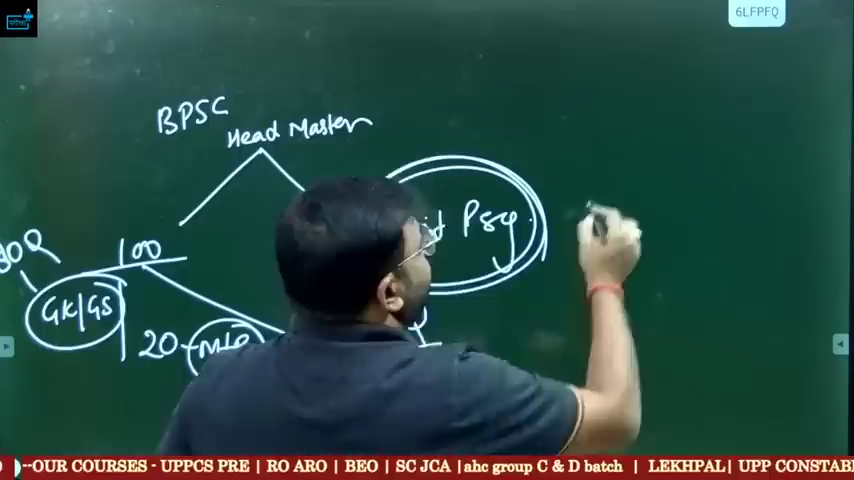 परीक्षा
6LFPFQ
BPSC
Head Master
Psy
100
GK/GS
20-
--OUR COURSES - UPPCS PRE | RO ARO | BEO | SC JCA |ahc group C & D batch | LEKHPAL| UPP CONSTAB